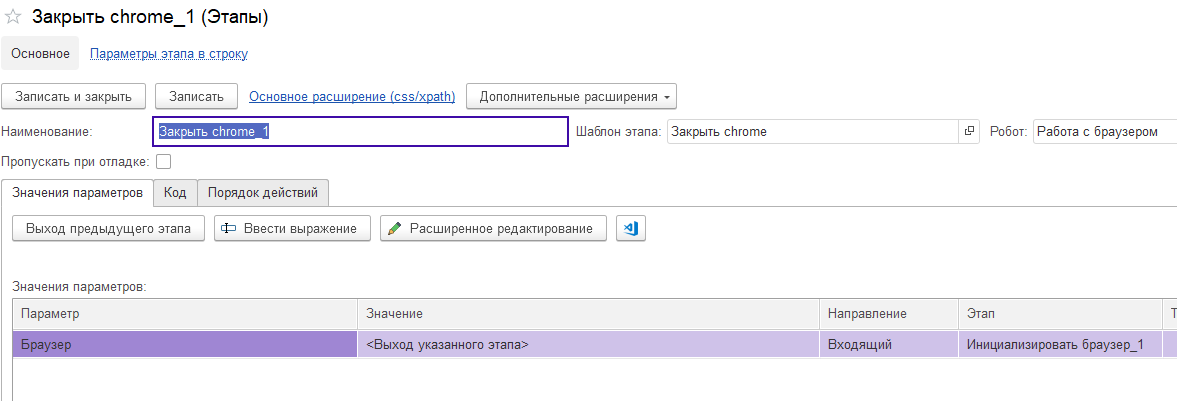 Закрыть chrome_1 (Этапы)
Основное Параметры этапа в строку
Записать и закрыть Записать Основное расширение (css/xpath) Дополнительные расширения
Наименование: Закрыть chrome_1 Шаблон этапа: Закрыть chrome Робот: Работа с браузером
Пропускать при отладке:
Значения параметров Код Порядок действий
Выход предыдущего этапа Ввести выражение Расширенное редактирование
Значения параметров:
Параметр Значение Направление Этап Т
Браузер <Выход указанного этапа> Входящий Инициализировать браузер_1